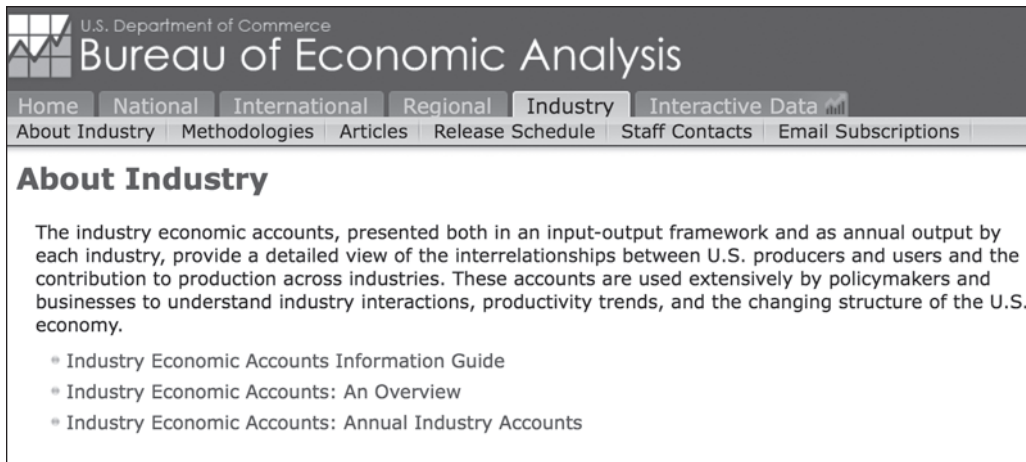 U.S. Department of Commerce
Bureau of Economic Analysis
Home National International Regional Industry Interactive Data
About Industry Methodologies Articles Release Schedule Staff Contacts Email Subscriptions
About Industry
The industry economic accounts, presented both in an input-output framework and as annual output by
each industry, provide a detailed view of the interrelationships between U.S. producers and users and the
contribution to production across industries. These accounts are used extensively by policymakers and
businesses to understand industry interactions, productivity trends, and the changing structure of the U.S.
economy.
Industry Economic Accounts Information Guide
Industry Economic Accounts: An Overview
Industry Economic Accounts: Annual Industry Accounts